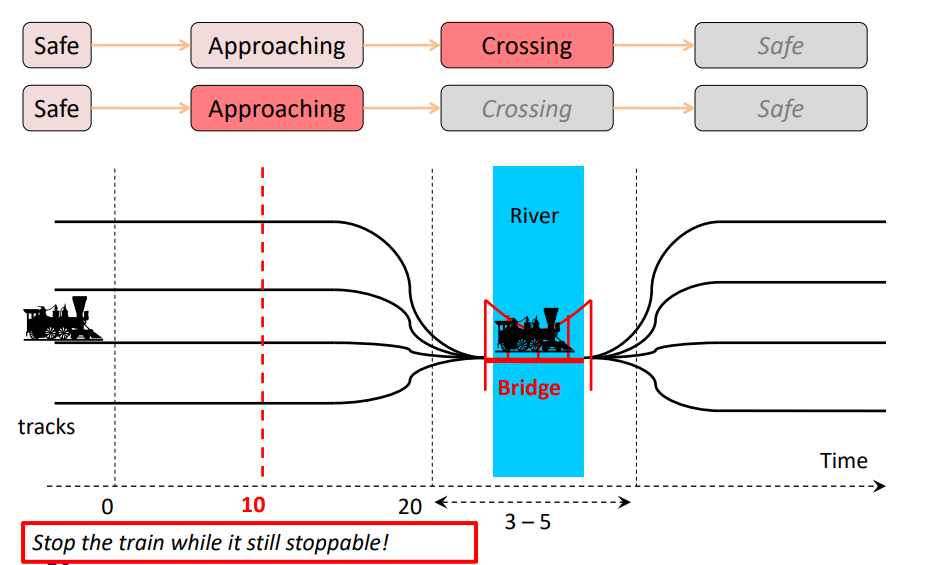 Safe Approaching Crossing Safe
Safe Approaching Crossing Safe
River
Bridge
tracks
Time
0 10 20
3 – 5
Stop the train while it still stoppable!